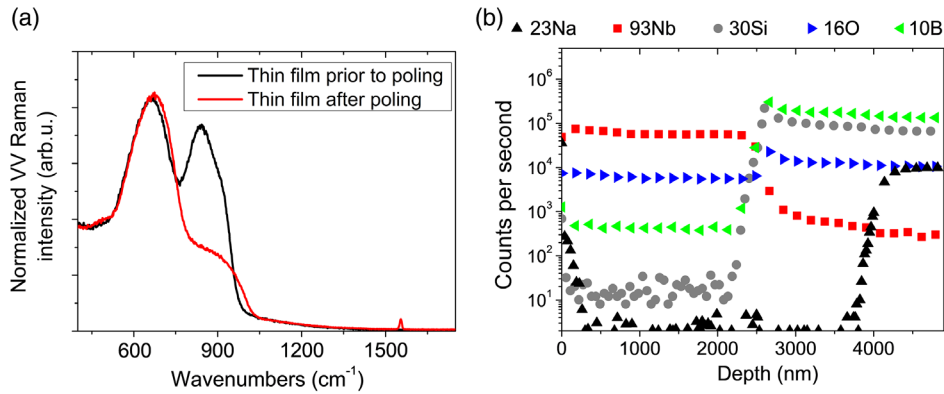 (a)
Normalized VV Raman
intensity (arb.u.)
Thin film prior to poling
Thin film after poling
600 900 1200 1500
Wavenumbers (cm⁻¹)
(b)
23Na 93Nb 30Si 16O 10B
Counts per second
10⁶
10⁵
10⁴
10³
10²
10¹
0 1000 2000 3000 4000
Depth (nm)